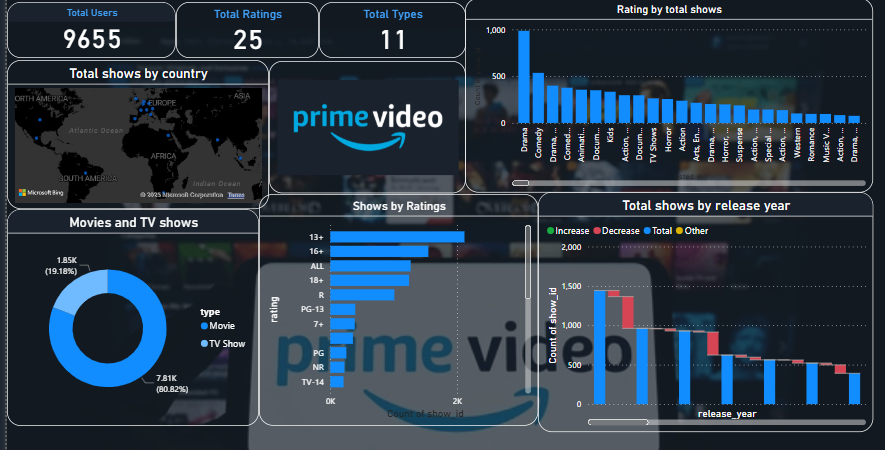 Total Users
9655
Total Ratings
25
Total Types
11
Rating by total shows
1,000
500
0
Drama
Comedy
Drama, ...
Comed...
Animati...
Docum...
Kids
Action, ...
Docum...
TV Shows
Horror
Action
Arts, En...
Drama, ...
Horror, ...
Suspense
Action, ...
Special ...
Action, ...
Western
Romance
Music V...
Action, ...
Drama, ...
Total shows by country
NORTH AMERICA
EUROPE
ASIA
Atlantic Ocean
AFRICA
SOUTH AMERICA
Indian Ocean
Microsoft Bing
© 2025 Microsoft Corporation
Terms
prime video
Movies and TV shows
1.85K
(19.18%)
7.81K
(80.82%)
type
Movie
TV Show
Shows by Ratings
rating
13+
16+
ALL
18+
R
PG-13
7+
PG
NR
TV-14
0K
2K
Count of show_id
prime video
Total shows by release year
Increase
Decrease
Total
Other
Count of show_id
2,000
1,500
1,000
500
0
release_year